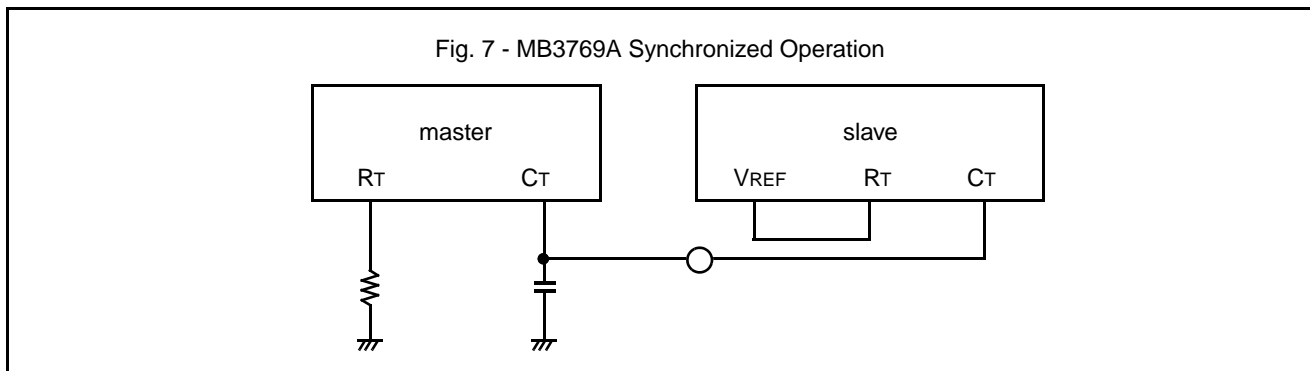 Fig. 7 - MB3769A Synchronized Operation
master
slave
RT
CT
VREF
RT
CT